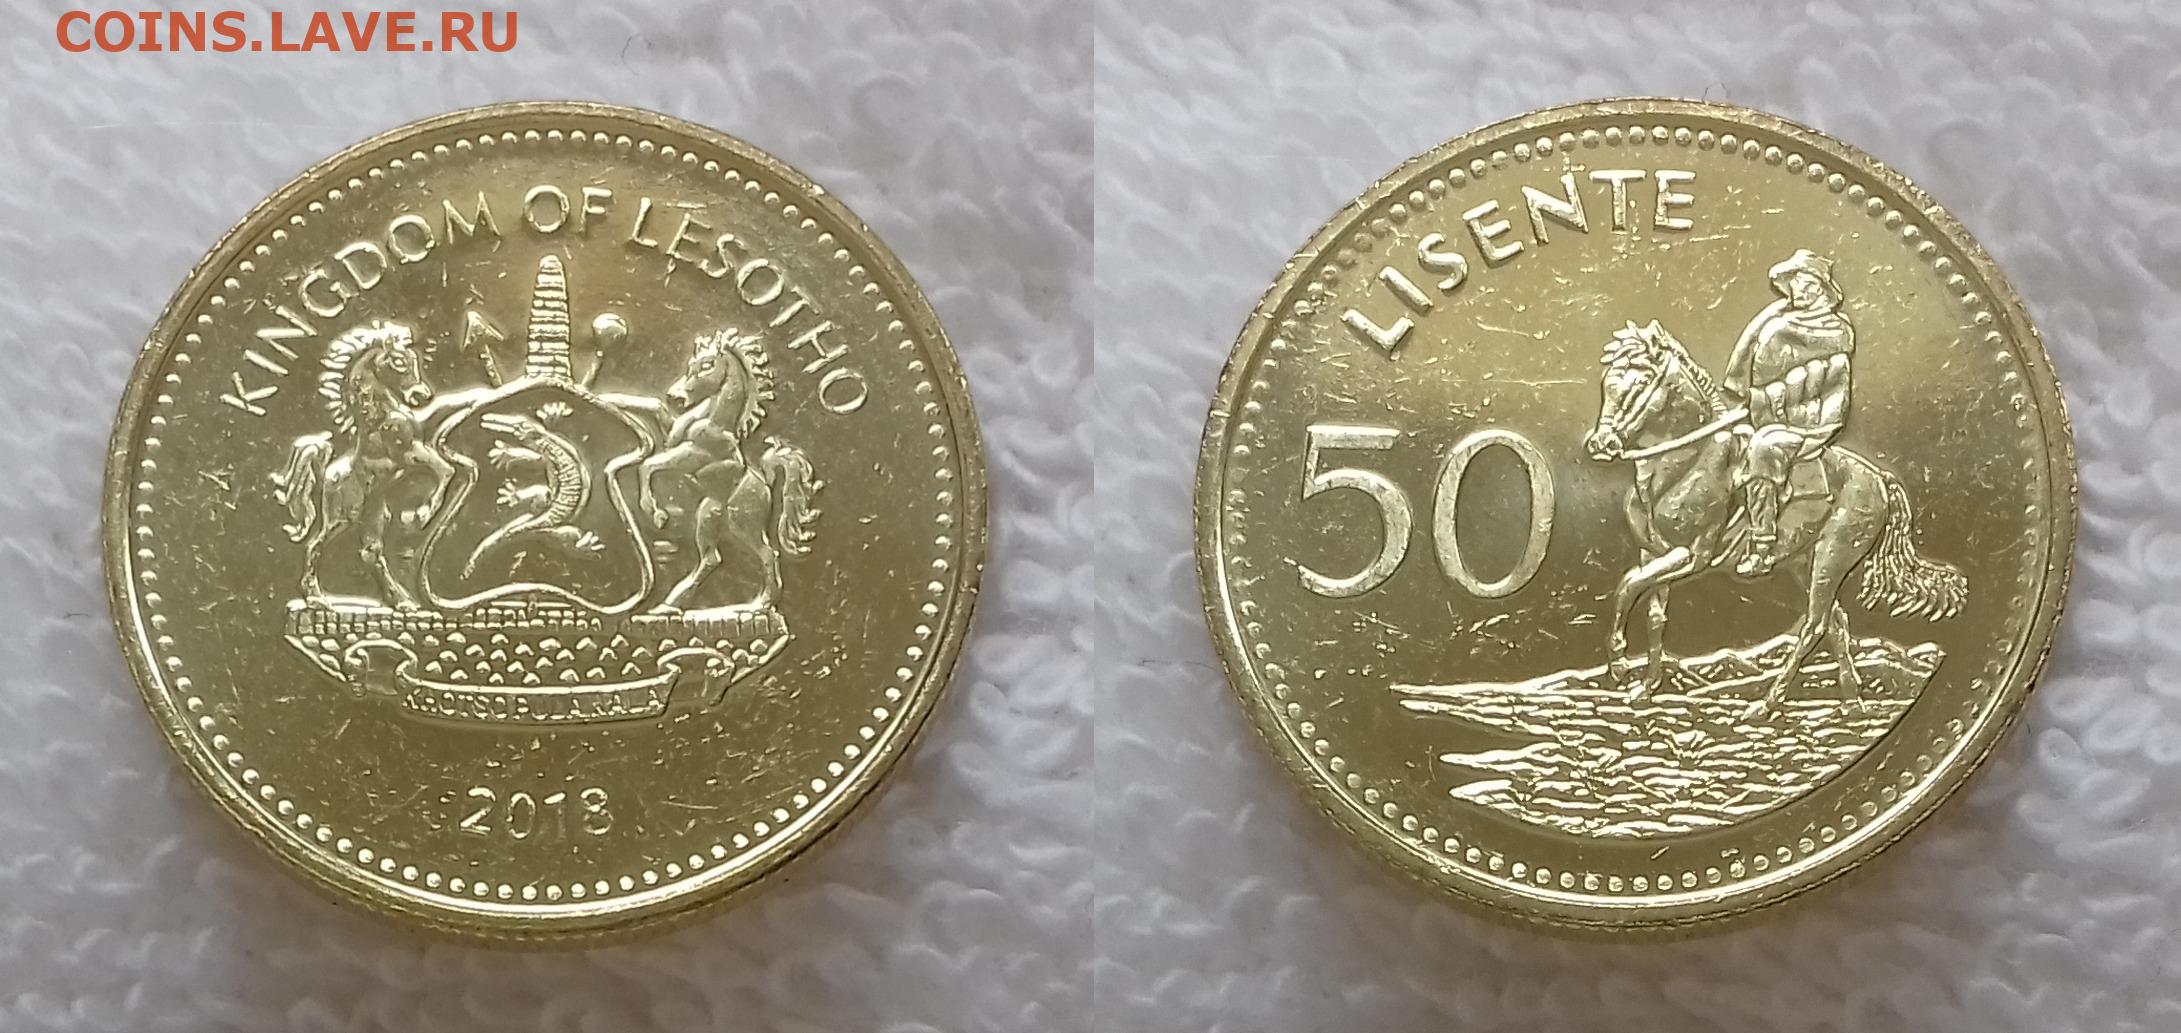 COINS.LAVE.RU
KINGDOM OF LESOTHO
KHOTSO PULA NALA
2018
LISENTE
50